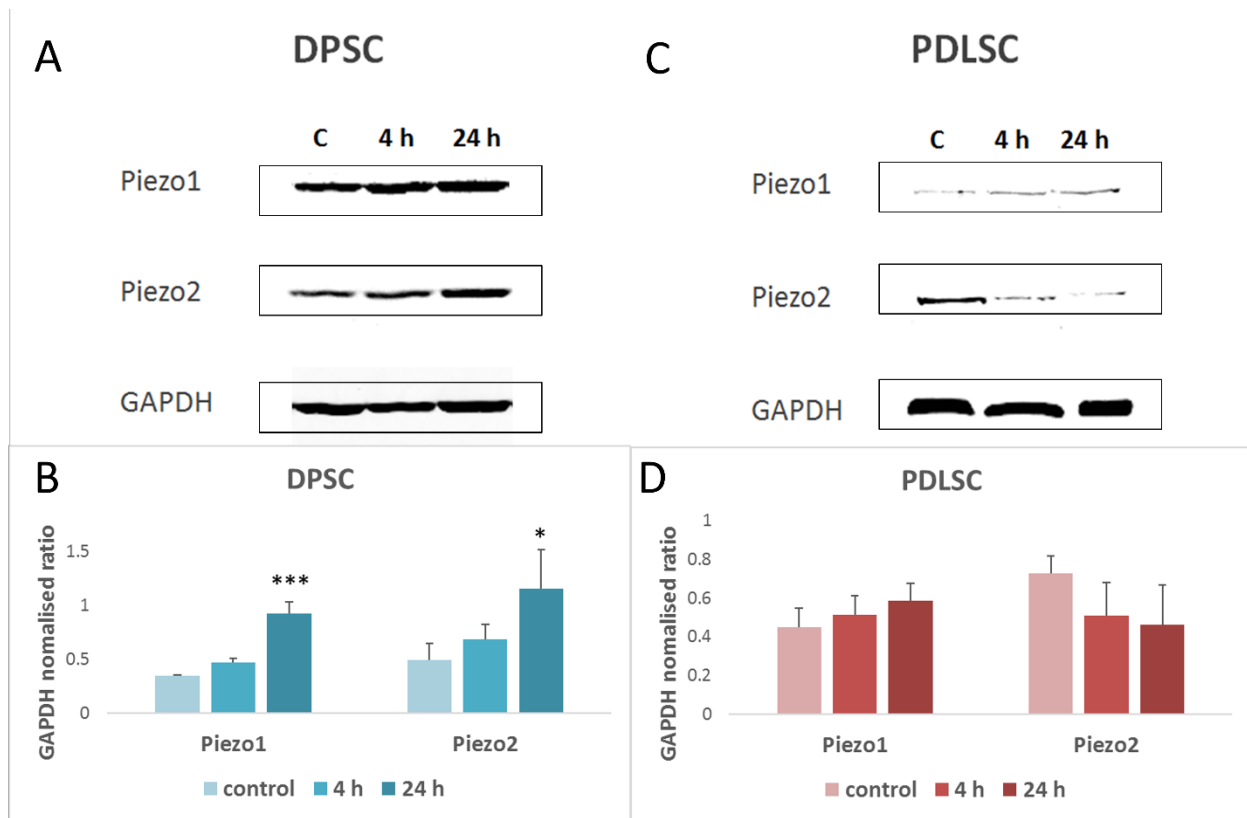 A
DPSC
C 4 h 24 h
Piezo1
Piezo2
GAPDH
C
PDLSC
C 4 h 24 h
Piezo1
Piezo2
GAPDH
B
DPSC
GAPDH nomalised ratio
1.5
1
0.5
0
***
*
Piezo1 Piezo2
control 4 h 24 h
D
PDLSC
GAPDH nomalised ratio
1
0.8
0.6
0.4
0.2
0
Piezo1 Piezo2
control 4 h 24 h